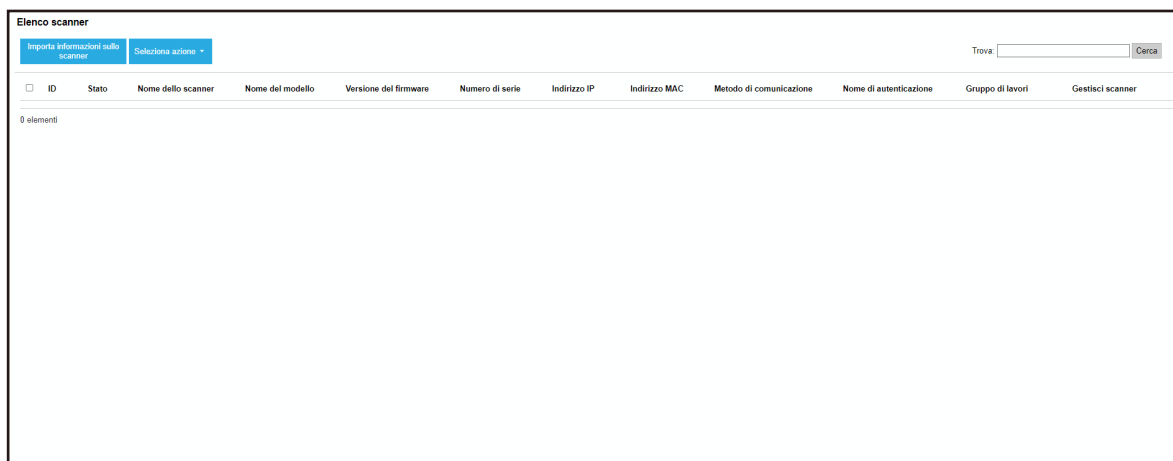 Elenco scanner
Importa informazioni sullo
scanner
Seleziona azione
Trova:
Cerca
ID Stato Nome dello scanner Nome del modello Versione del firmware Numero di serie Indirizzo IP Indirizzo MAC Metodo di comunicazione Nome di autenticazione Gruppo di lavori Gestisci scanner
0 elementi